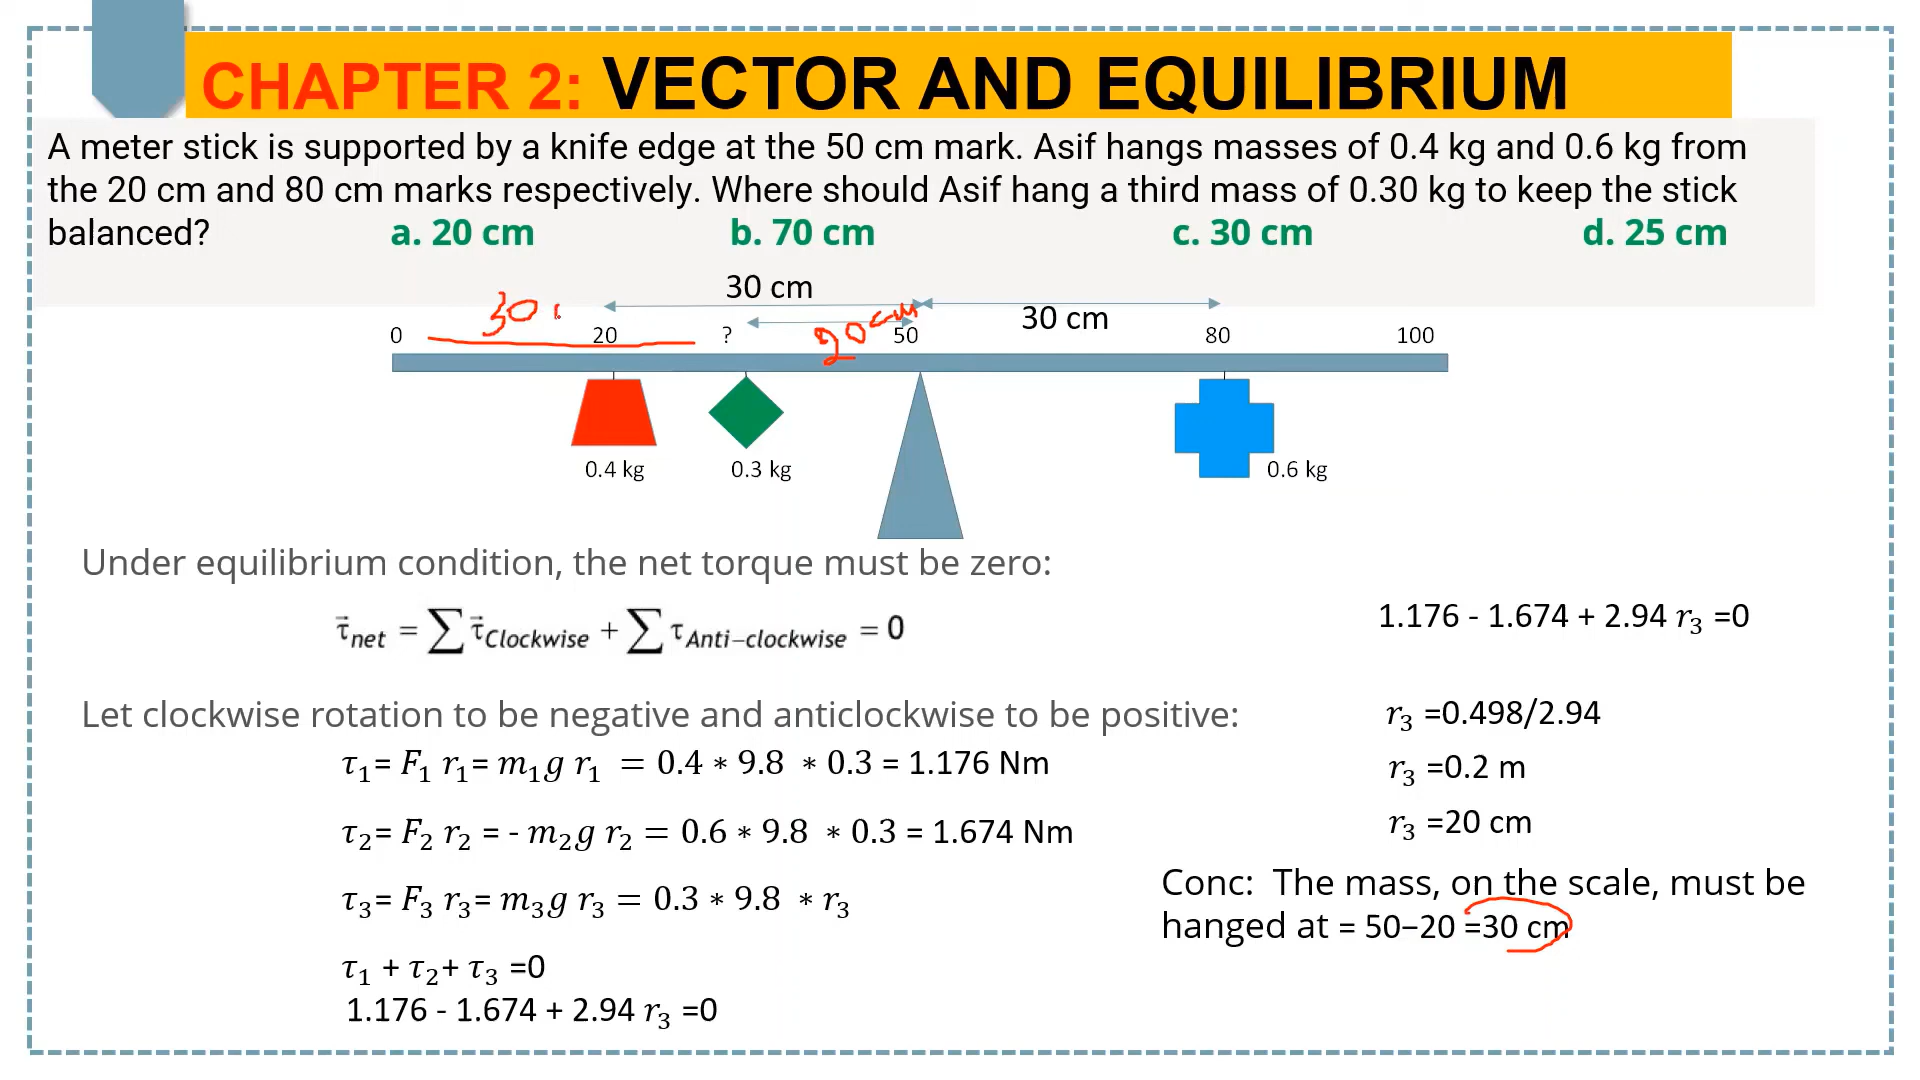 CHAPTER 2: VECTOR AND EQUILIBRIUM
A meter stick is supported by a knife edge at the 50 cm mark. Asif hangs masses of 0.4 kg and 0.6 kg from
the 20 cm and 80 cm marks respectively. Where should Asif hang a third mass of 0.30 kg to keep the stick
balanced? a. 20 cm b. 70 cm c. 30 cm d. 25 cm
30 cm
30
30 cm
20 cm
0 20 ? 50 80 100
0.4 kg 0.3 kg 0.6 kg
Under equilibrium condition, the net torque must be zero:
τ⃗net = ∑ τ⃗Clockwise + ∑ τAnti−clockwise = 0
Let clockwise rotation to be negative and anticlockwise to be positive:
τ₁= F₁ r₁= m₁g r₁ = 0.4 ∗ 9.8 ∗ 0.3 = 1.176 Nm
τ₂= F₂ r₂ = - m₂g r₂ = 0.6 ∗ 9.8 ∗ 0.3 = 1.674 Nm
τ₃= F₃ r₃= m₃g r₃ = 0.3 ∗ 9.8 ∗ r₃
τ₁ + τ₂+ τ₃ =0
1.176 - 1.674 + 2.94 r₃ =0
1.176 - 1.674 + 2.94 r₃ =0
r₃ =0.498/2.94
r₃ =0.2 m
r₃ =20 cm
Conc: The mass, on the scale, must be
hanged at = 50–20 =30 cm